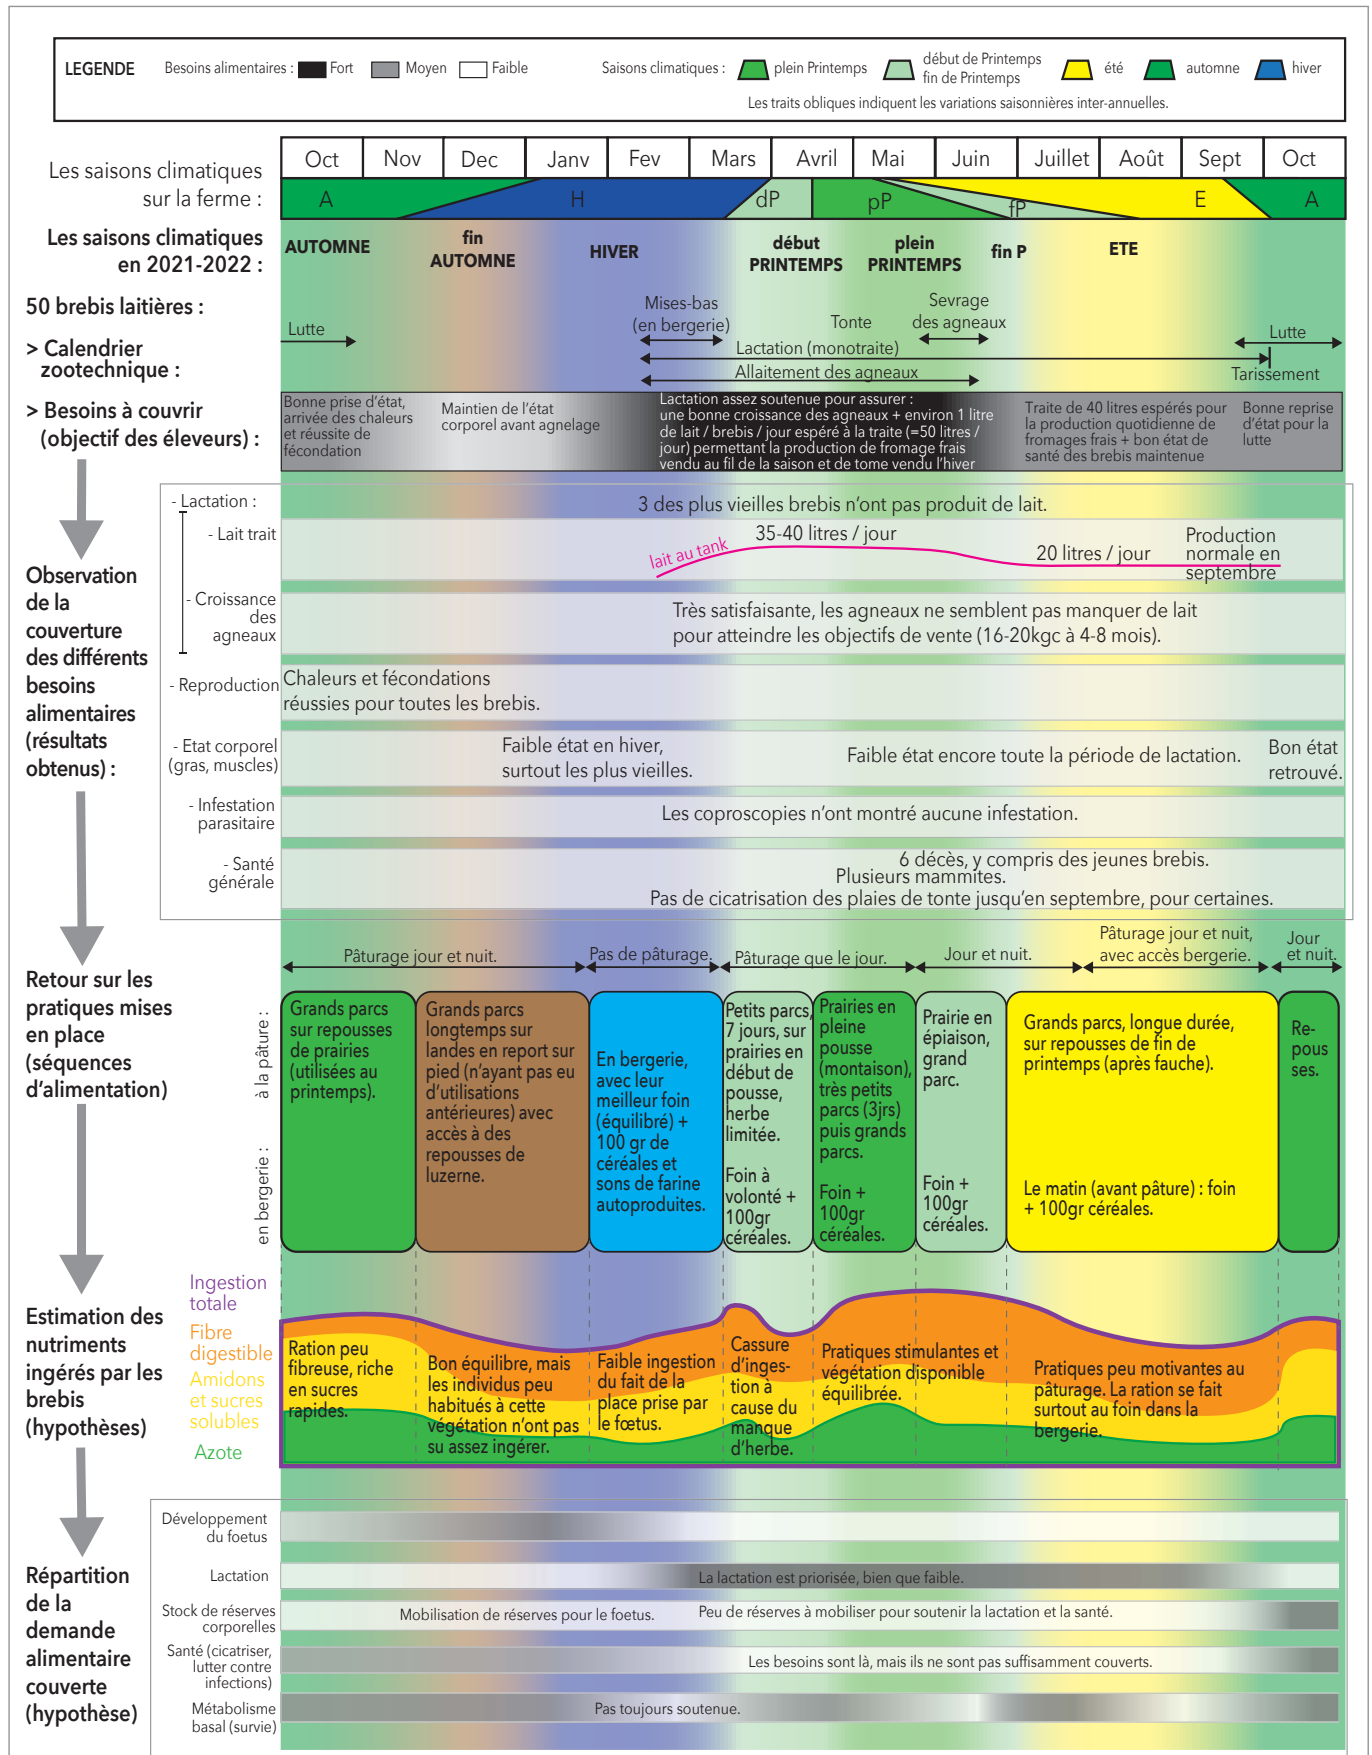 LEGENDE
Besoins alimentaires :
Fort
Moyen
Faible
Saisons climatiques :
plein Printemps
début de Printemps
fin de Printemps
été
automne
hiver
Les traits obliques indiquent les variations saisonnières inter-annuelles.
Les saisons climatiques
sur la ferme :
Oct
Nov
Dec
Janv
Fev
Mars
Avril
Mai
Juin
Juillet
Août
Sept
Oct
A
H
dP
pP
fP
E
A
Les saisons climatiques
en 2021-2022 :
AUTOMNE
fin
AUTOMNE
HIVER
début
PRINTEMPS
plein
PRINTEMPS
fin P
ETE
50 brebis laitières :
> Calendrier
zootechnique :
Lutte
Mises-bas
(en bergerie)
Tonte
Sevrage
des agneaux
Lactation (monotraite)
Allaitement des agneaux
Lutte
Tarissement
> Besoins à couvrir
(objectif des éleveurs) :
Bonne prise d'état,
arrivée des chaleurs
et réussite de
fécondation
Maintien de l'état
corporel avant agnelage
Lactation assez soutenue pour assurer :
une bonne croissance des agneaux + environ 1 litre
de lait / brebis / jour espéré à la traite (=50 litres /
jour) permettant la production de fromage frais
vendu au fil de la saison et de tome vendu l'hiver
Traite de 40 litres espérés pour
la production quotidienne de
fromages frais + bon état de
santé des brebis maintenue
Bonne reprise
d'état pour la
lutte
Observation
de la
couverture
des différents
besoins
alimentaires
(résultats
obtenus) :
- Lactation :
3 des plus vieilles brebis n'ont pas produit de lait.
- Lait trait
lait au tank
35-40 litres / jour
20 litres / jour
Production
normale en
septembre
- Croissance
des
agneaux
Très satisfaisante, les agneaux ne semblent pas manquer de lait
pour atteindre les objectifs de vente (16-20kgc à 4-8 mois).
- Reproduction
Chaleurs et fécondations
réussies pour toutes les brebis.
- Etat corporel
(gras, muscles)
Faible état en hiver,
surtout les plus vieilles.
Faible état encore toute la période de lactation.
Bon état
retrouvé.
- Infestation
parasitaire
Les coproscopies n'ont montré aucune infestation.
- Santé
générale
6 décès, y compris des jeunes brebis.
Plusieurs mammites.
Pas de cicatrisation des plaies de tonte jusqu'en septembre, pour certaines.
Retour sur les
pratiques mises
en place
(séquences
d'alimentation)
Pâturage jour et nuit.
Pas de pâturage.
Pâturage que le jour.
Jour et nuit.
Pâturage jour et nuit,
avec accès bergerie.
Jour
et nuit.
à la pâture :
en bergerie :
Grands parcs
sur repousses
de prairies
(utilisées au
printemps).
Grands parcs
longtemps sur
landes en report sur
pied (n'ayant pas eu
d'utilisations
antérieures) avec
accès à des
repousses de
luzerne.
En bergerie,
avec leur
meilleur foin
(équilibré) +
100 gr de
céréales et
sons de farine
autoproduites.
Petits parcs,
7 jours, sur
prairies en
début de
pousse,
herbe
limitée.
Foin à
volonté +
100gr
céréales.
Prairies en
pleine
pousse
(montaison),
très petits
parcs (3jrs)
puis grands
parcs.
Foin +
100gr
céréales.
Prairie en
épiaison,
grand
parc.
Foin +
100gr
céréales.
Grands parcs, longue durée,
sur repousses de fin de
printemps (après fauche).
Le matin (avant pâture) : foin
+ 100gr céréales.
Re-
pous
ses.
Estimation des
nutriments
ingérés par les
brebis
(hypothèses)
Ingestion
totale
Fibre
digestible
Amidons
et sucres
solubles
Azote
Ration peu
fibreuse, riche
en sucres
rapides.
Bon équilibre, mais
les individus peu
habitués à cette
végétation n'ont pas
su assez ingérer.
Faible ingestion
du fait de la
place prise par
le fœtus.
Cassure
d'inges-
tion à
cause du
manque
d'herbe.
Pratiques stimulantes et
végétation disponible
équilibrée.
Pratiques peu motivantes au
pâturage. La ration se fait
surtout au foin dans la
bergerie.
Répartition
de la
demande
alimentaire
couverte
(hypothèse)
Développement
du foetus
Lactation
La lactation est priorisée, bien que faible.
Stock de réserves
corporelles
Mobilisation de réserves pour le foetus.
Peu de réserves à mobiliser pour soutenir la lactation et la santé.
Santé (cicatriser,
lutter contre
infections)
Les besoins sont là, mais ils ne sont pas suffisamment couverts.
Métabolisme
basal (survie)
Pas toujours soutenue.